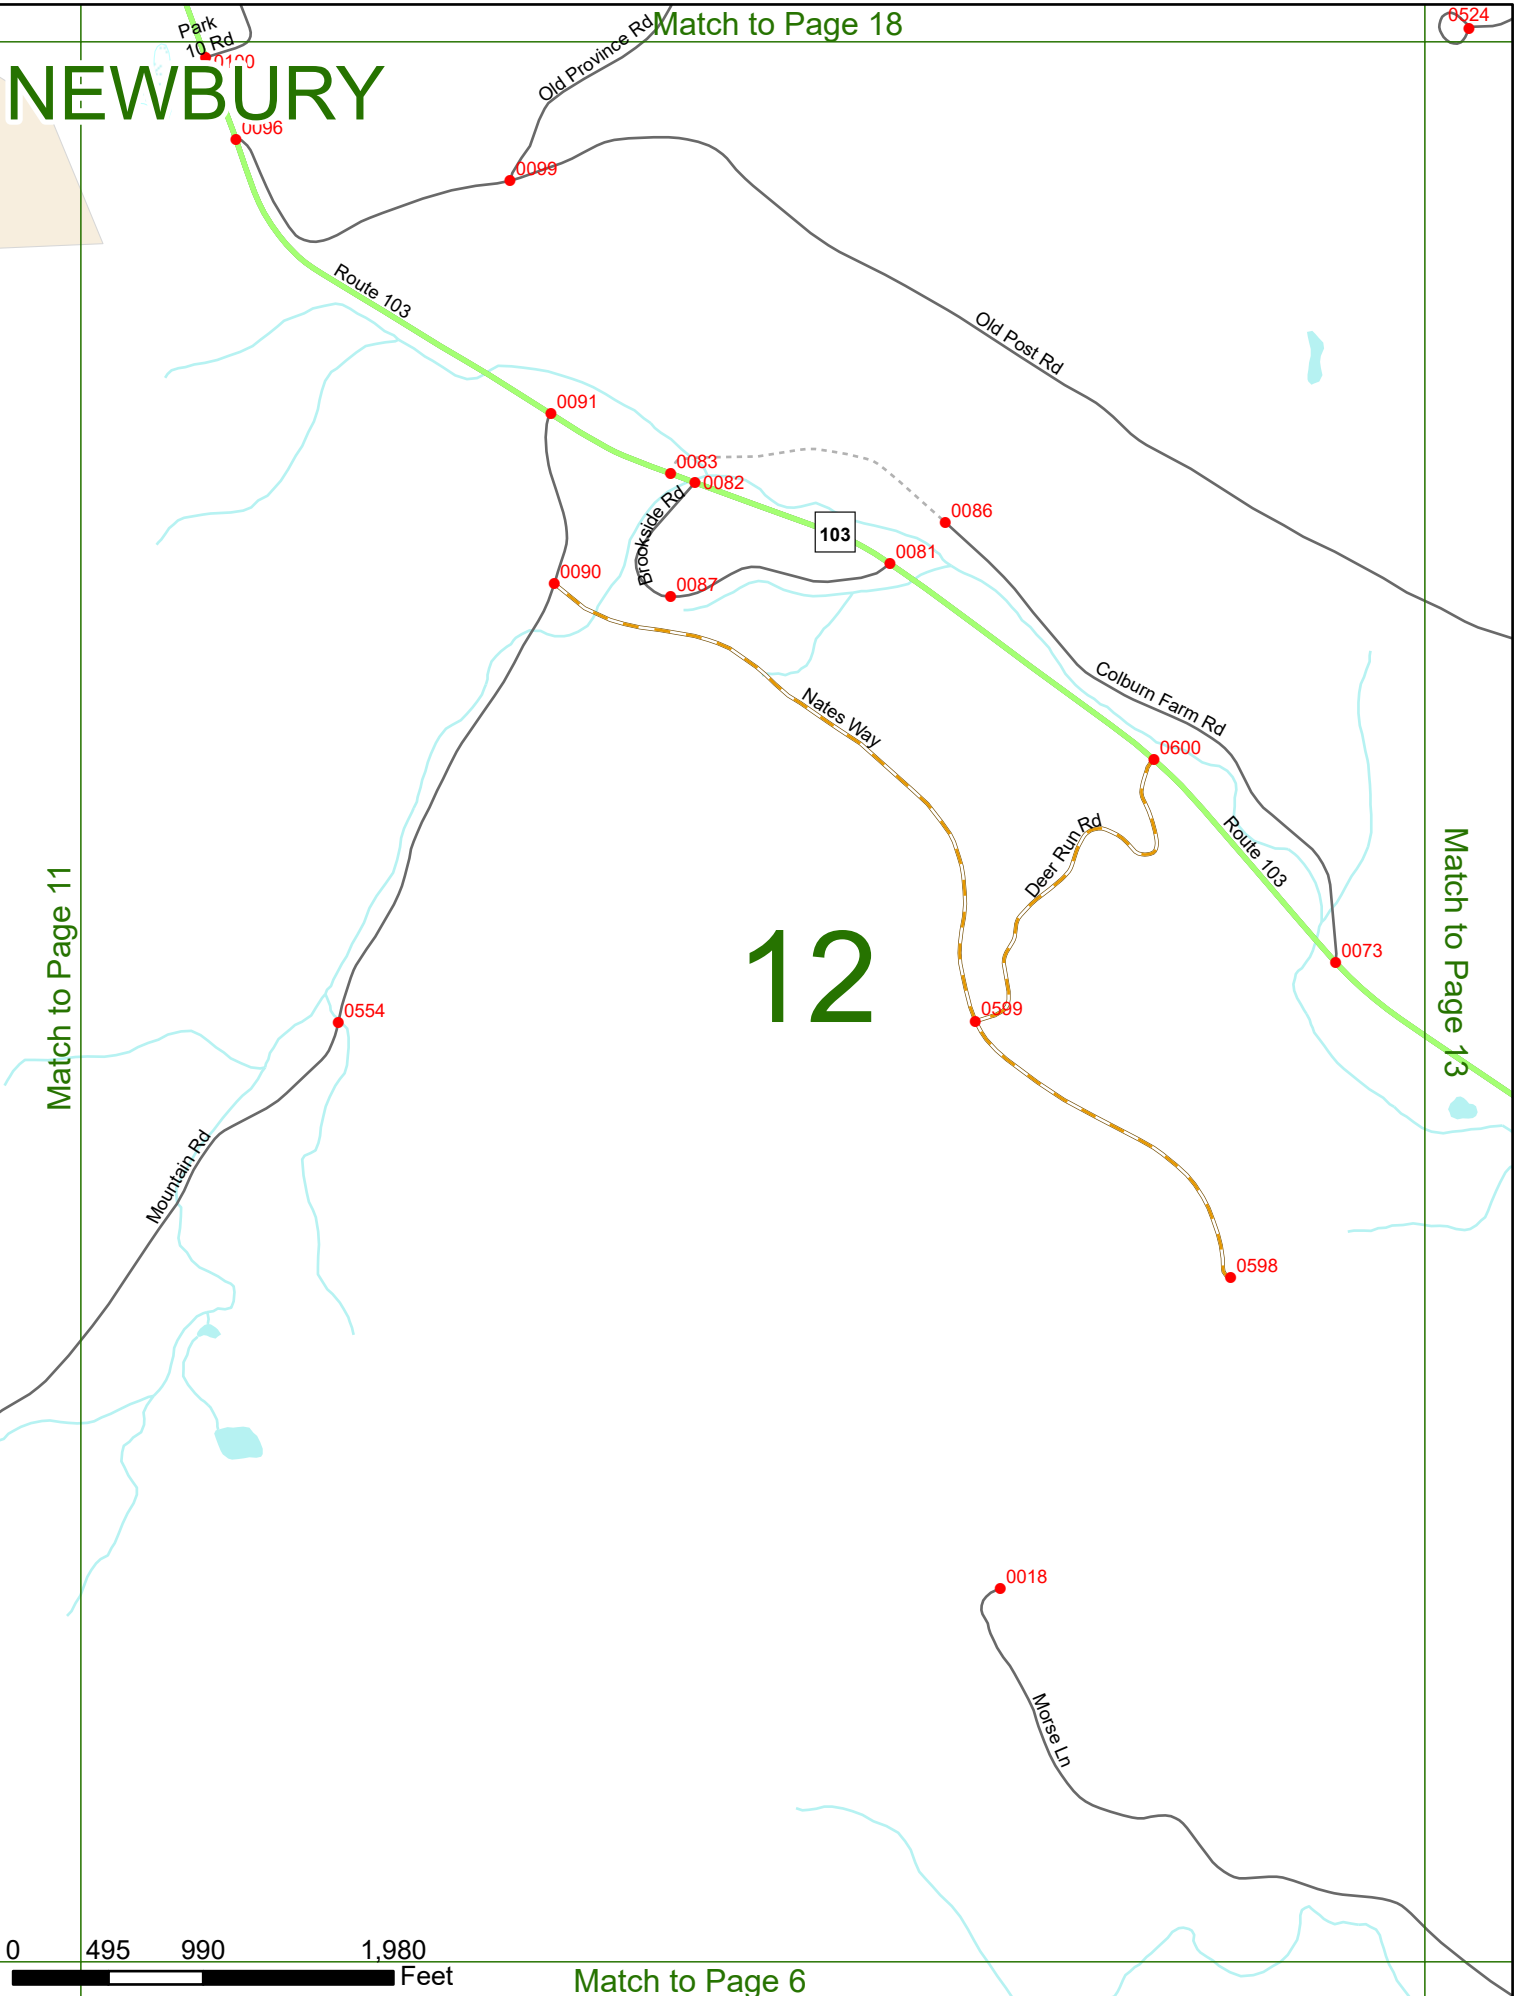 Match to Page 18
0524
Park
10 Rd
Old Province Rd
0100
NEWBURY
0096
0099
Route 103
Old Post Rd
0091
0083
0082
Brookside Rd
0086
103
0081
0090
0087
Colburn Farm Rd
Nates Way
0600
Deer Run Rd
Route 103
Match to Page 11
Match to Page 13
12
0073
0554
0599
Mountain Rd
0598
0018
Morse Ln
0 495 990 1,980
Feet
Match to Page 6